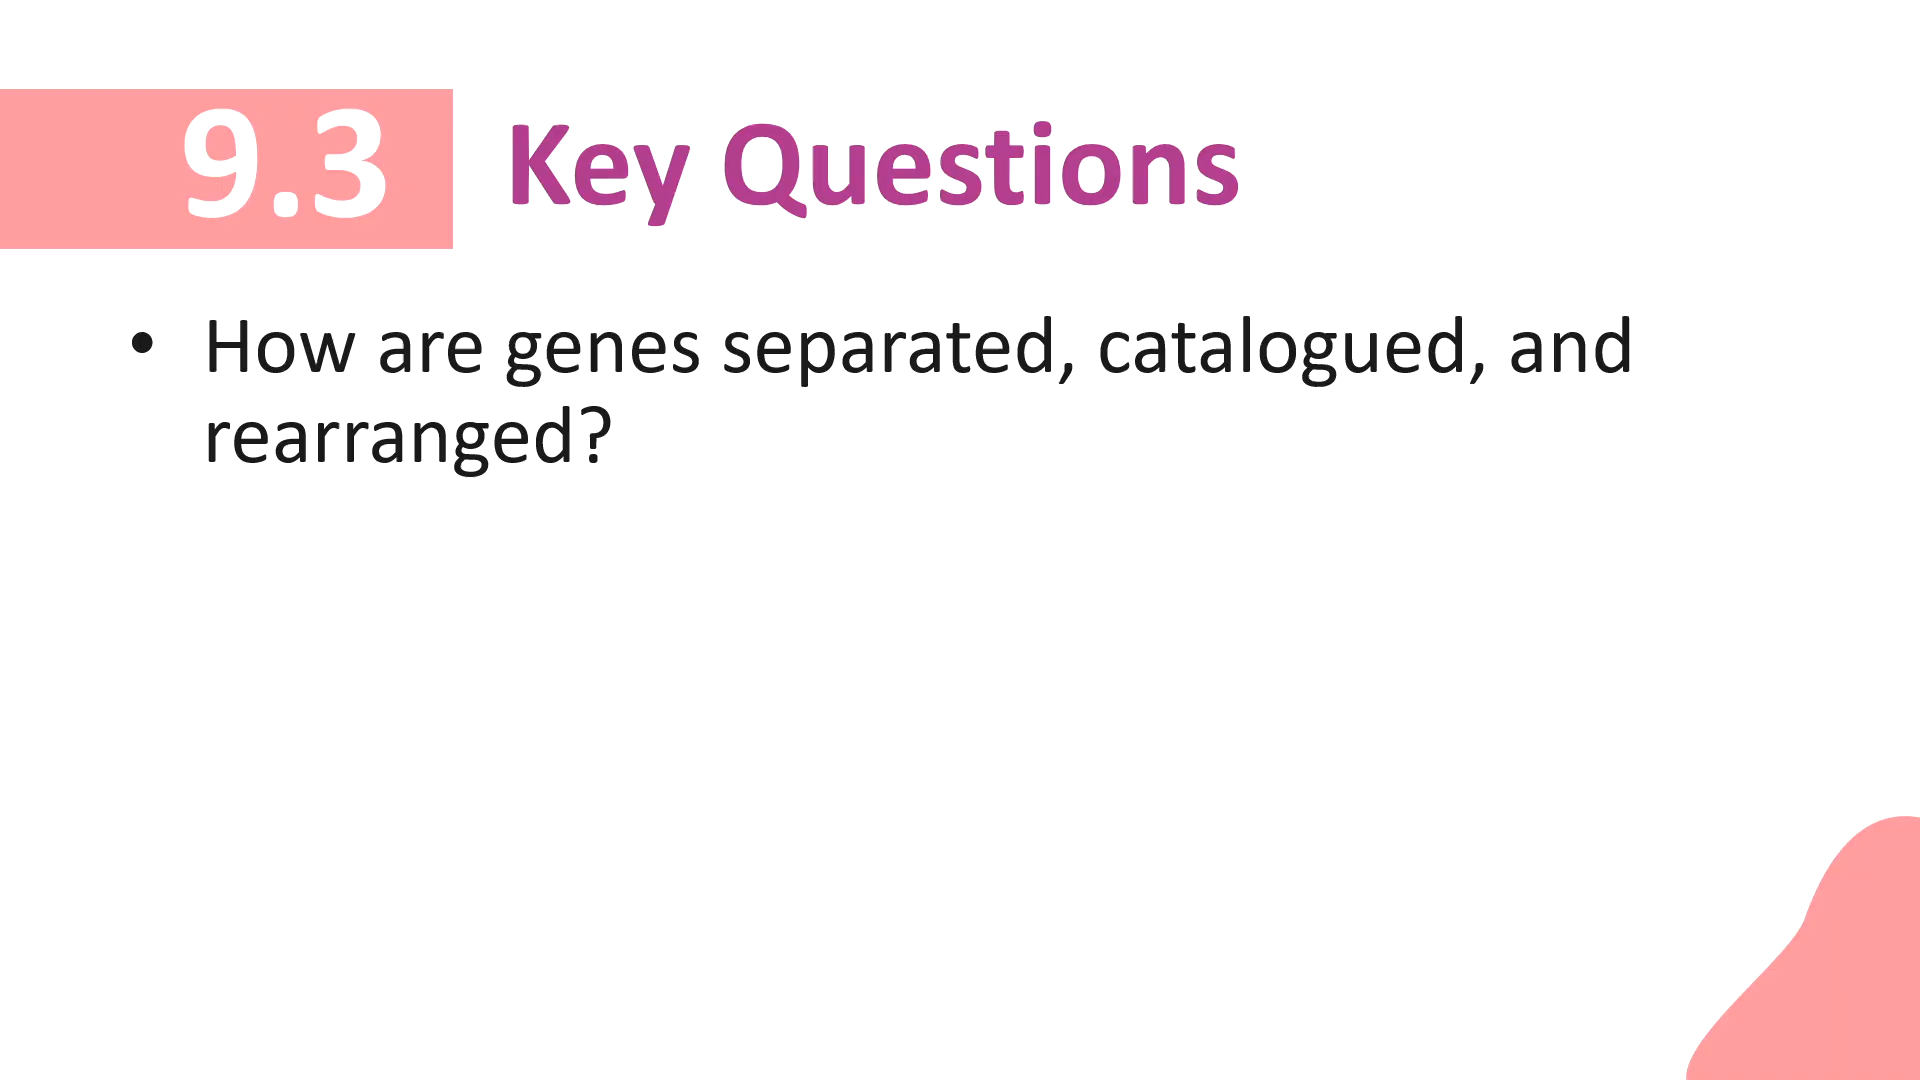 9.3 Key Questions
• How are genes separated, catalogued, and
rearranged?